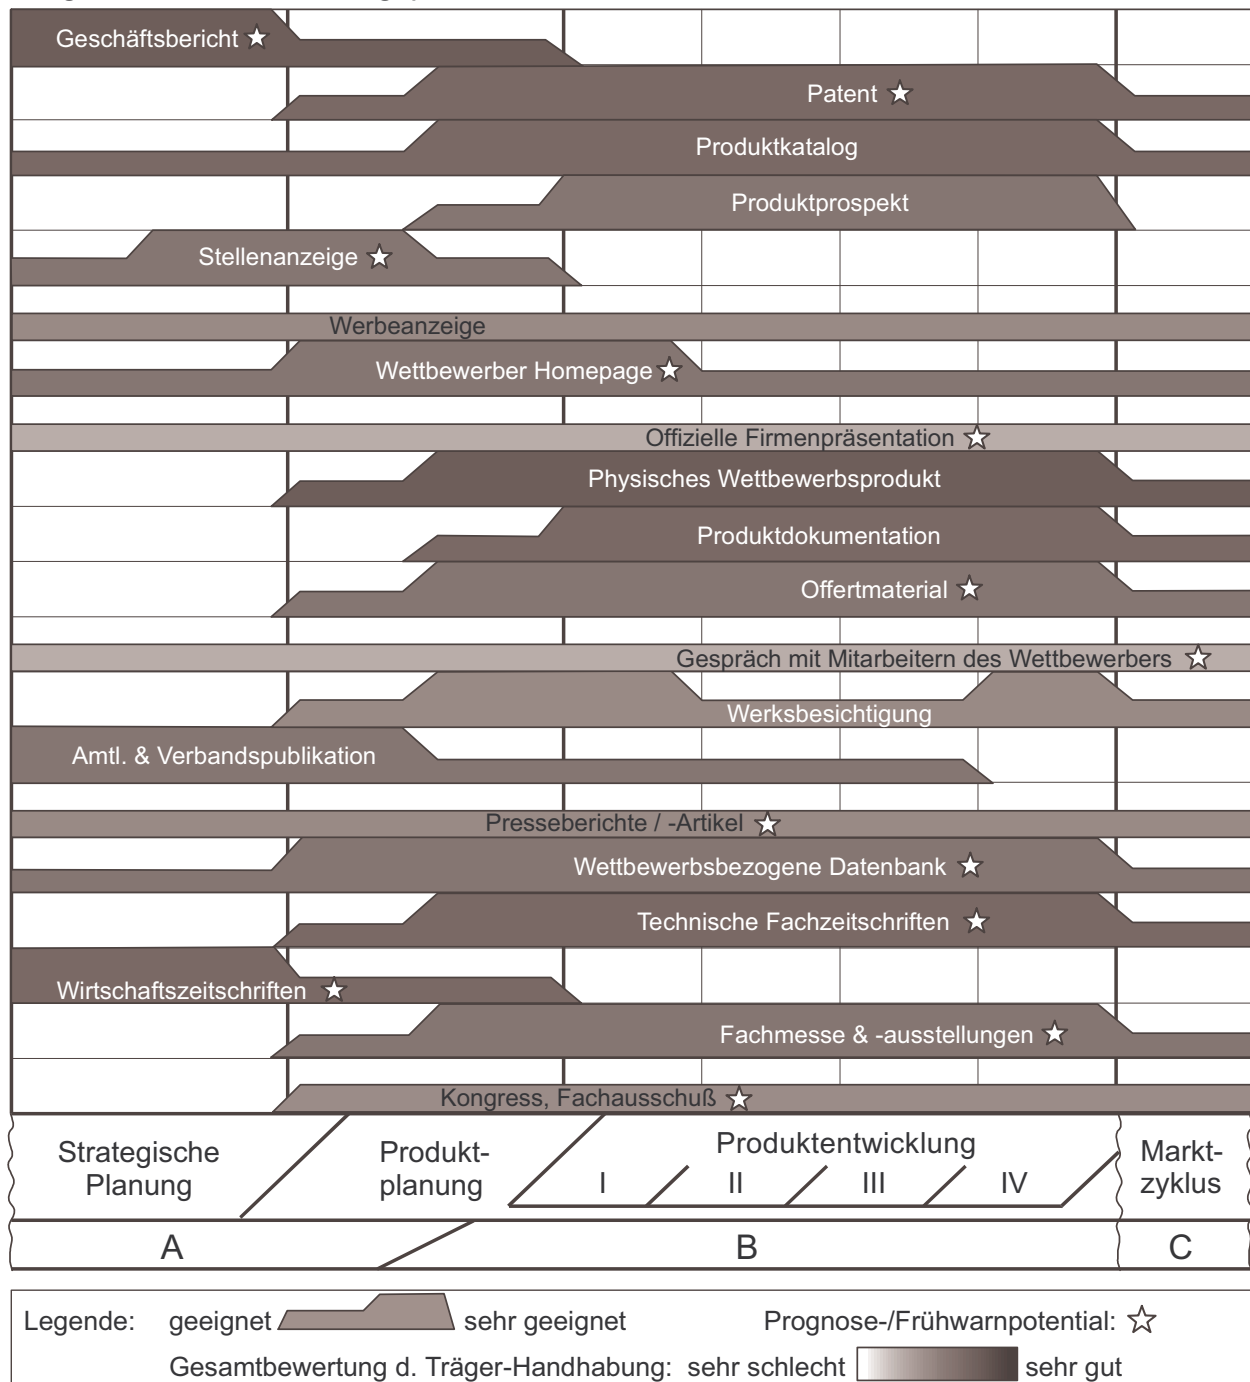 Geschäftsbericht
Patent
Produktkatalog
Produktprospekt
Stellenanzeige
Werbeanzeige
Wettbewerber Homepage
Offizielle Firmenpräsentation
Physisches Wettbewerbsprodukt
Produktdokumentation
Offertmaterial
Gespräch mit Mitarbeitern des Wettbewerbers
Werksbesichtigung
Amtl. & Verbandspublikation
Presseberichte / -Artikel
Wettbewerbsbezogene Datenbank
Technische Fachzeitschriften
Wirtschaftszeitschriften
Fachmesse & -ausstellungen
Kongress, Fachausschuß
Strategische
Planung
Produkt-
planung
Produktentwicklung
I II III IV
Markt-
zyklus
A B C
Legende: geeignet sehr geeignet Prognose-/Frühwarnpotential:
Gesamtbewertung d. Träger-Handhabung: sehr schlecht sehr gut